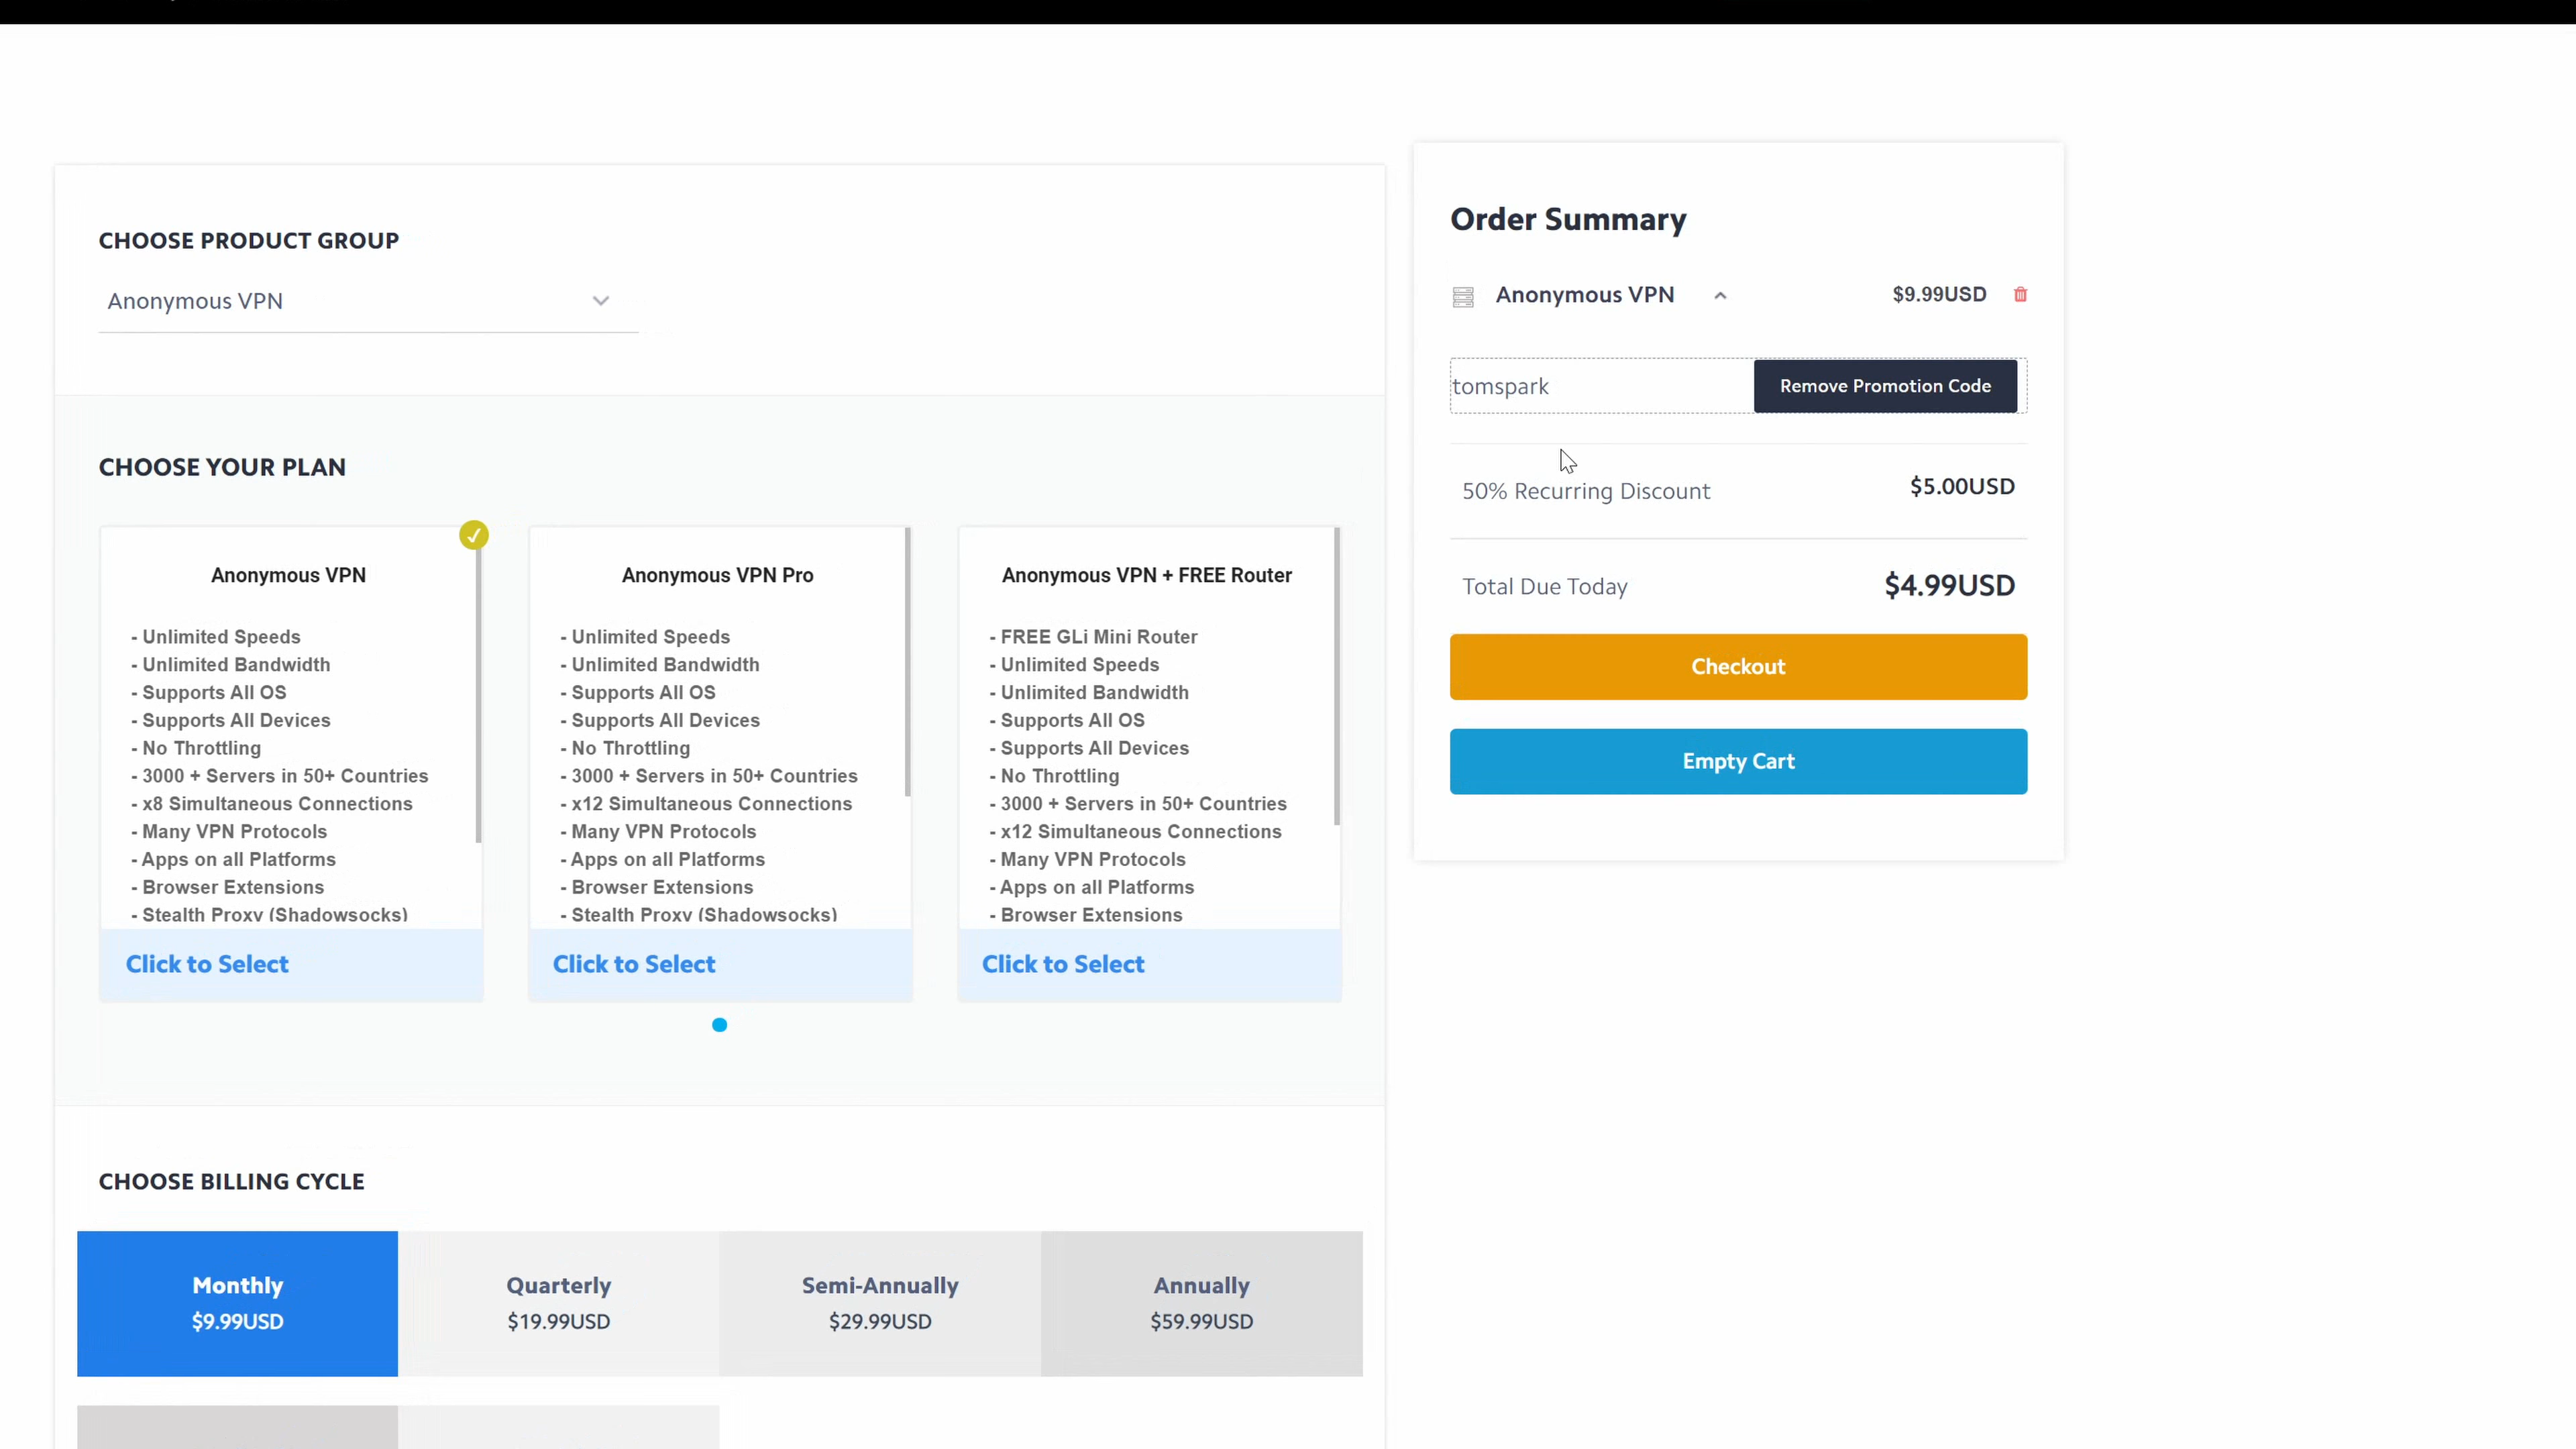 CHOOSE PRODUCT GROUP
Anonymous VPN
CHOOSE YOUR PLAN
Anonymous VPN
- Unlimited Speeds
- Unlimited Bandwidth
- Supports All OS
- Supports All Devices
- No Throttling
- 3000 + Servers in 50+ Countries
- x8 Simultaneous Connections
- Many VPN Protocols
- Apps on all Platforms
- Browser Extensions
- Stealth Proxy (Shadowsocks)
Click to Select
Anonymous VPN Pro
- Unlimited Speeds
- Unlimited Bandwidth
- Supports All OS
- Supports All Devices
- No Throttling
- 3000 + Servers in 50+ Countries
- x12 Simultaneous Connections
- Many VPN Protocols
- Apps on all Platforms
- Browser Extensions
- Stealth Proxy (Shadowsocks)
Click to Select
Anonymous VPN + FREE Router
- FREE GLi Mini Router
- Unlimited Speeds
- Unlimited Bandwidth
- Supports All OS
- Supports All Devices
- No Throttling
- 3000 + Servers in 50+ Countries
- x12 Simultaneous Connections
- Many VPN Protocols
- Apps on all Platforms
- Browser Extensions
Click to Select
CHOOSE BILLING CYCLE
Monthly
$9.99USD
Quarterly
$19.99USD
Semi-Annually
$29.99USD
Annually
$59.99USD
Order Summary
Anonymous VPN $9.99USD
tomspark Remove Promotion Code
50% Recurring Discount $5.00USD
Total Due Today $4.99USD
Checkout
Empty Cart